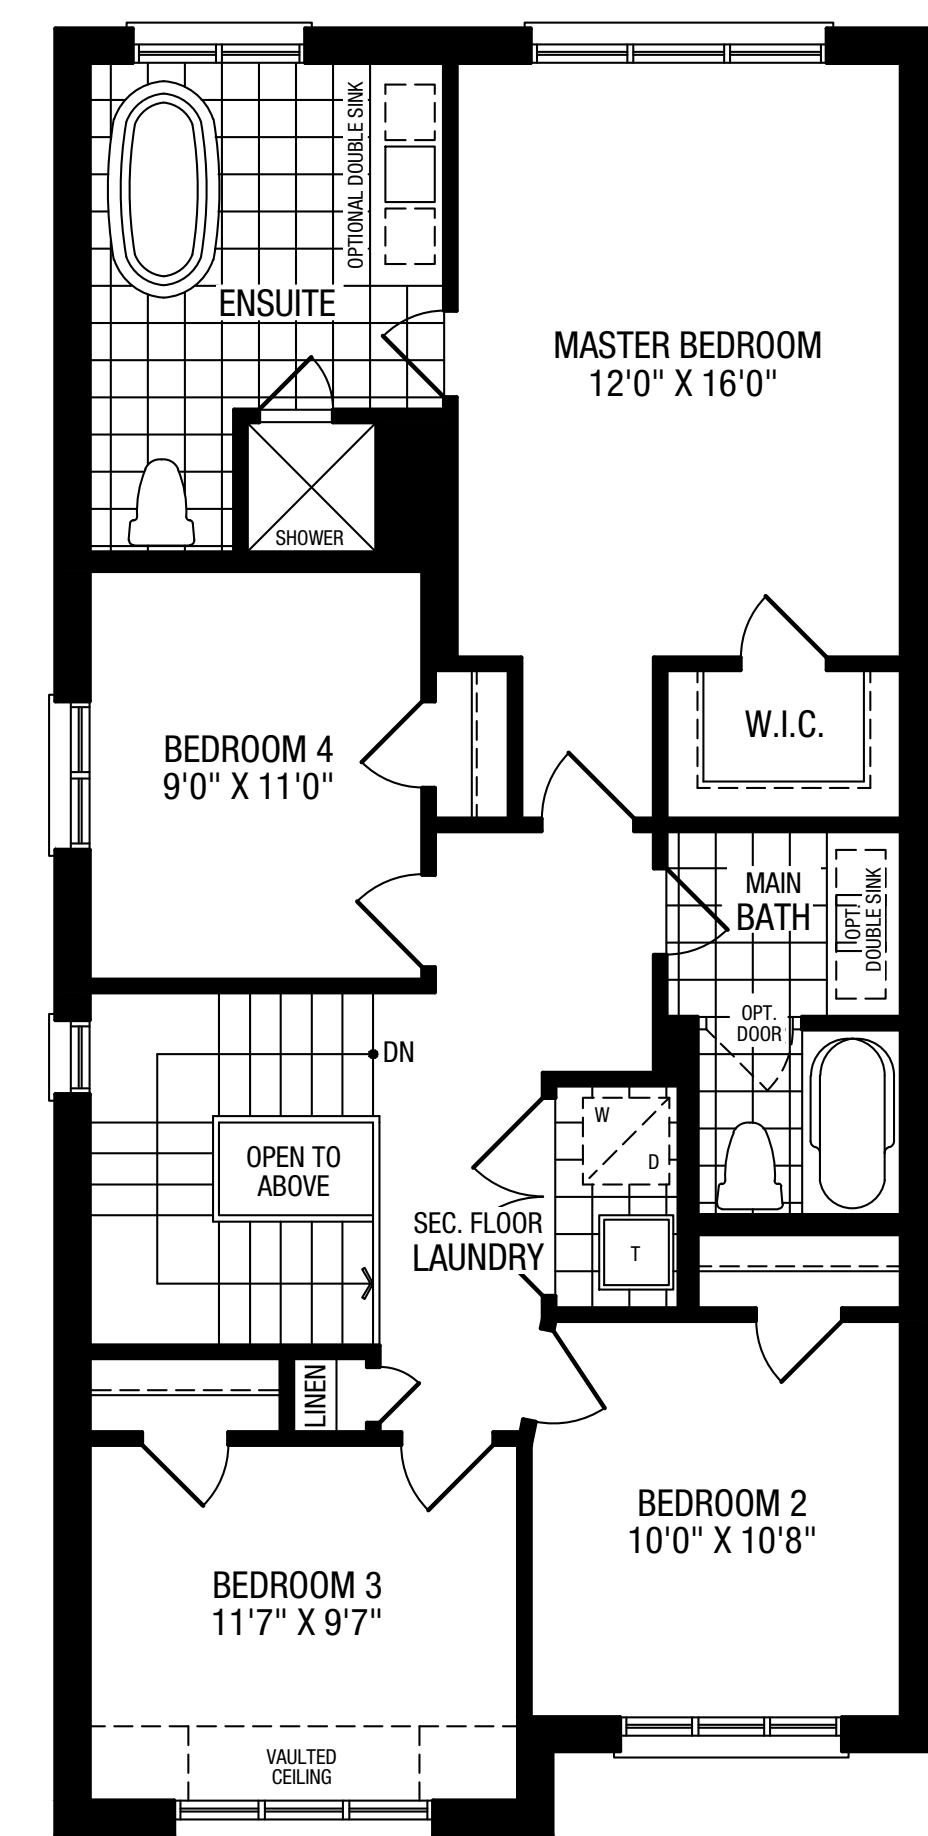 OPTIONAL DOUBLE SINK
ENSUITE
MASTER BEDROOM
12'0" X 16'0"
SHOWER
W.I.C.
BEDROOM 4
9'0" X 11'0"
MAIN
BATH
OPT.
DOUBLE SINK
OPT.
DOOR
DN
W
D
OPEN TO
ABOVE
SEC. FLOOR
LAUNDRY
T
LINEN
BEDROOM 2
10'0" X 10'8"
BEDROOM 3
11'7" X 9'7"
VAULTED
CEILING